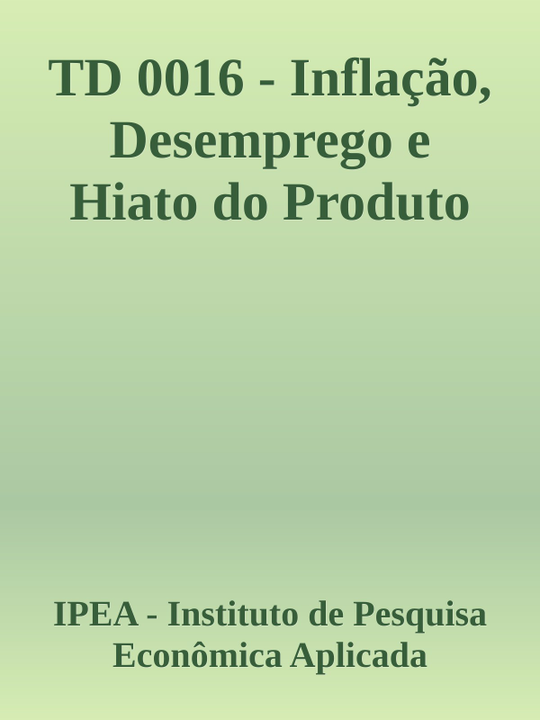 TD 0016 - Inflação,
Desemprego e
Hiato do Produto
IPEA - Instituto de Pesquisa
Econômica Aplicada